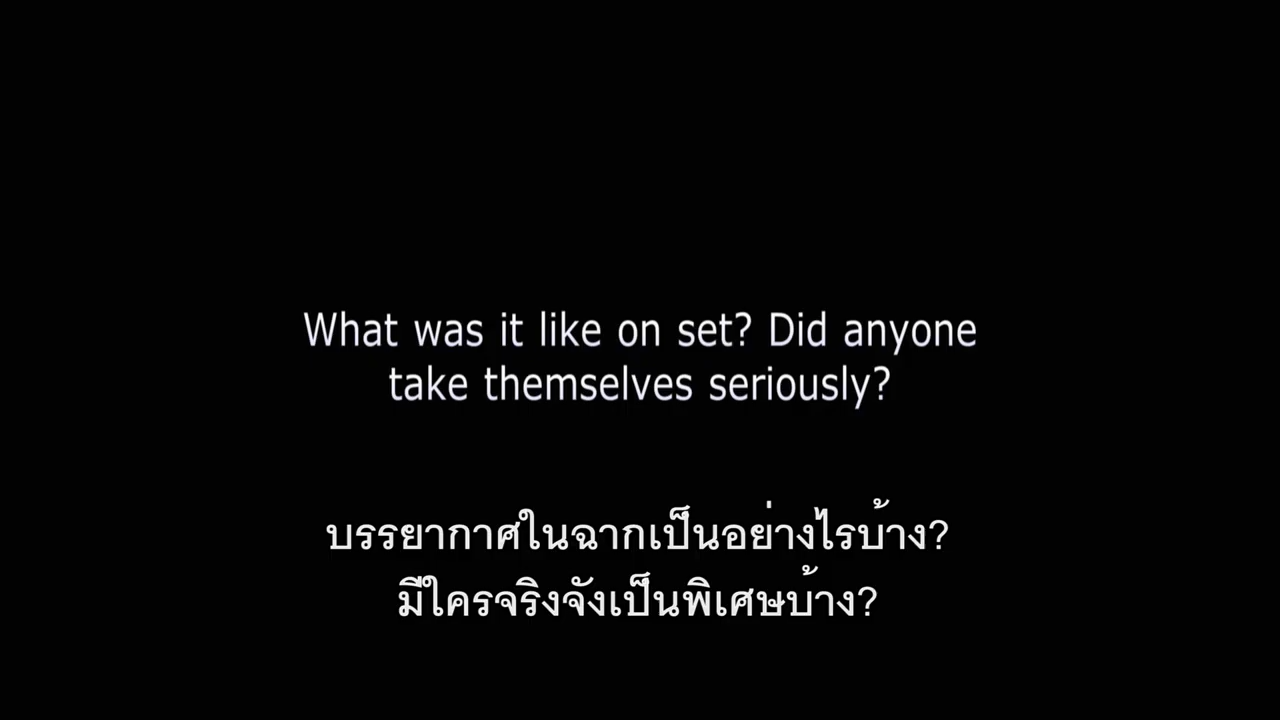 What was it like on set? Did anyone
take themselves seriously?
บรรยากาศในฉากเป็นอย่างไรบ้าง?
มีใครจริงจังเป็นพิเศษบ้าง?